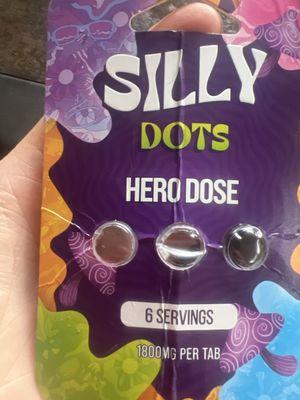 SILLY
DOTS
HERO DOSE
6 SERVINGS
1800MG PER TAB